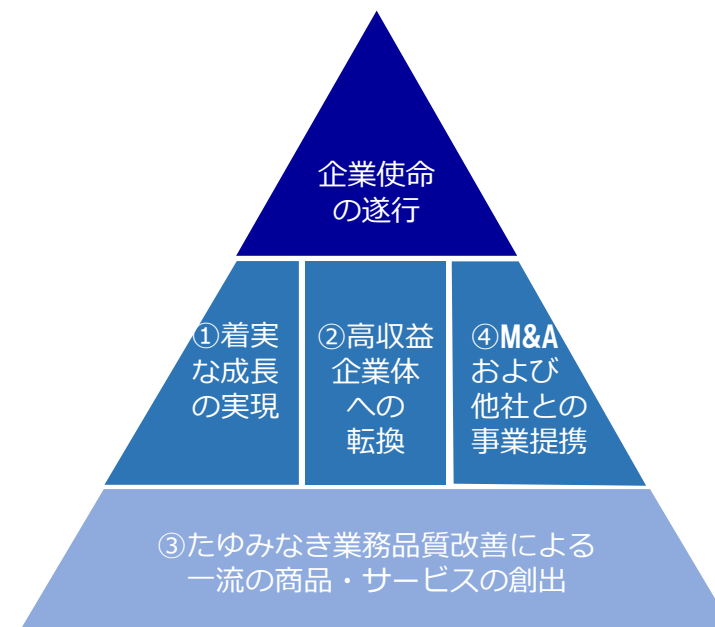 企業使命
の遂行
①着実
な成長
の実現
②高収益
企業体
への
転換
④M&A
および
他社との
事業提携
③たゆみなき業務品質改善による
一流の商品・サービスの創出